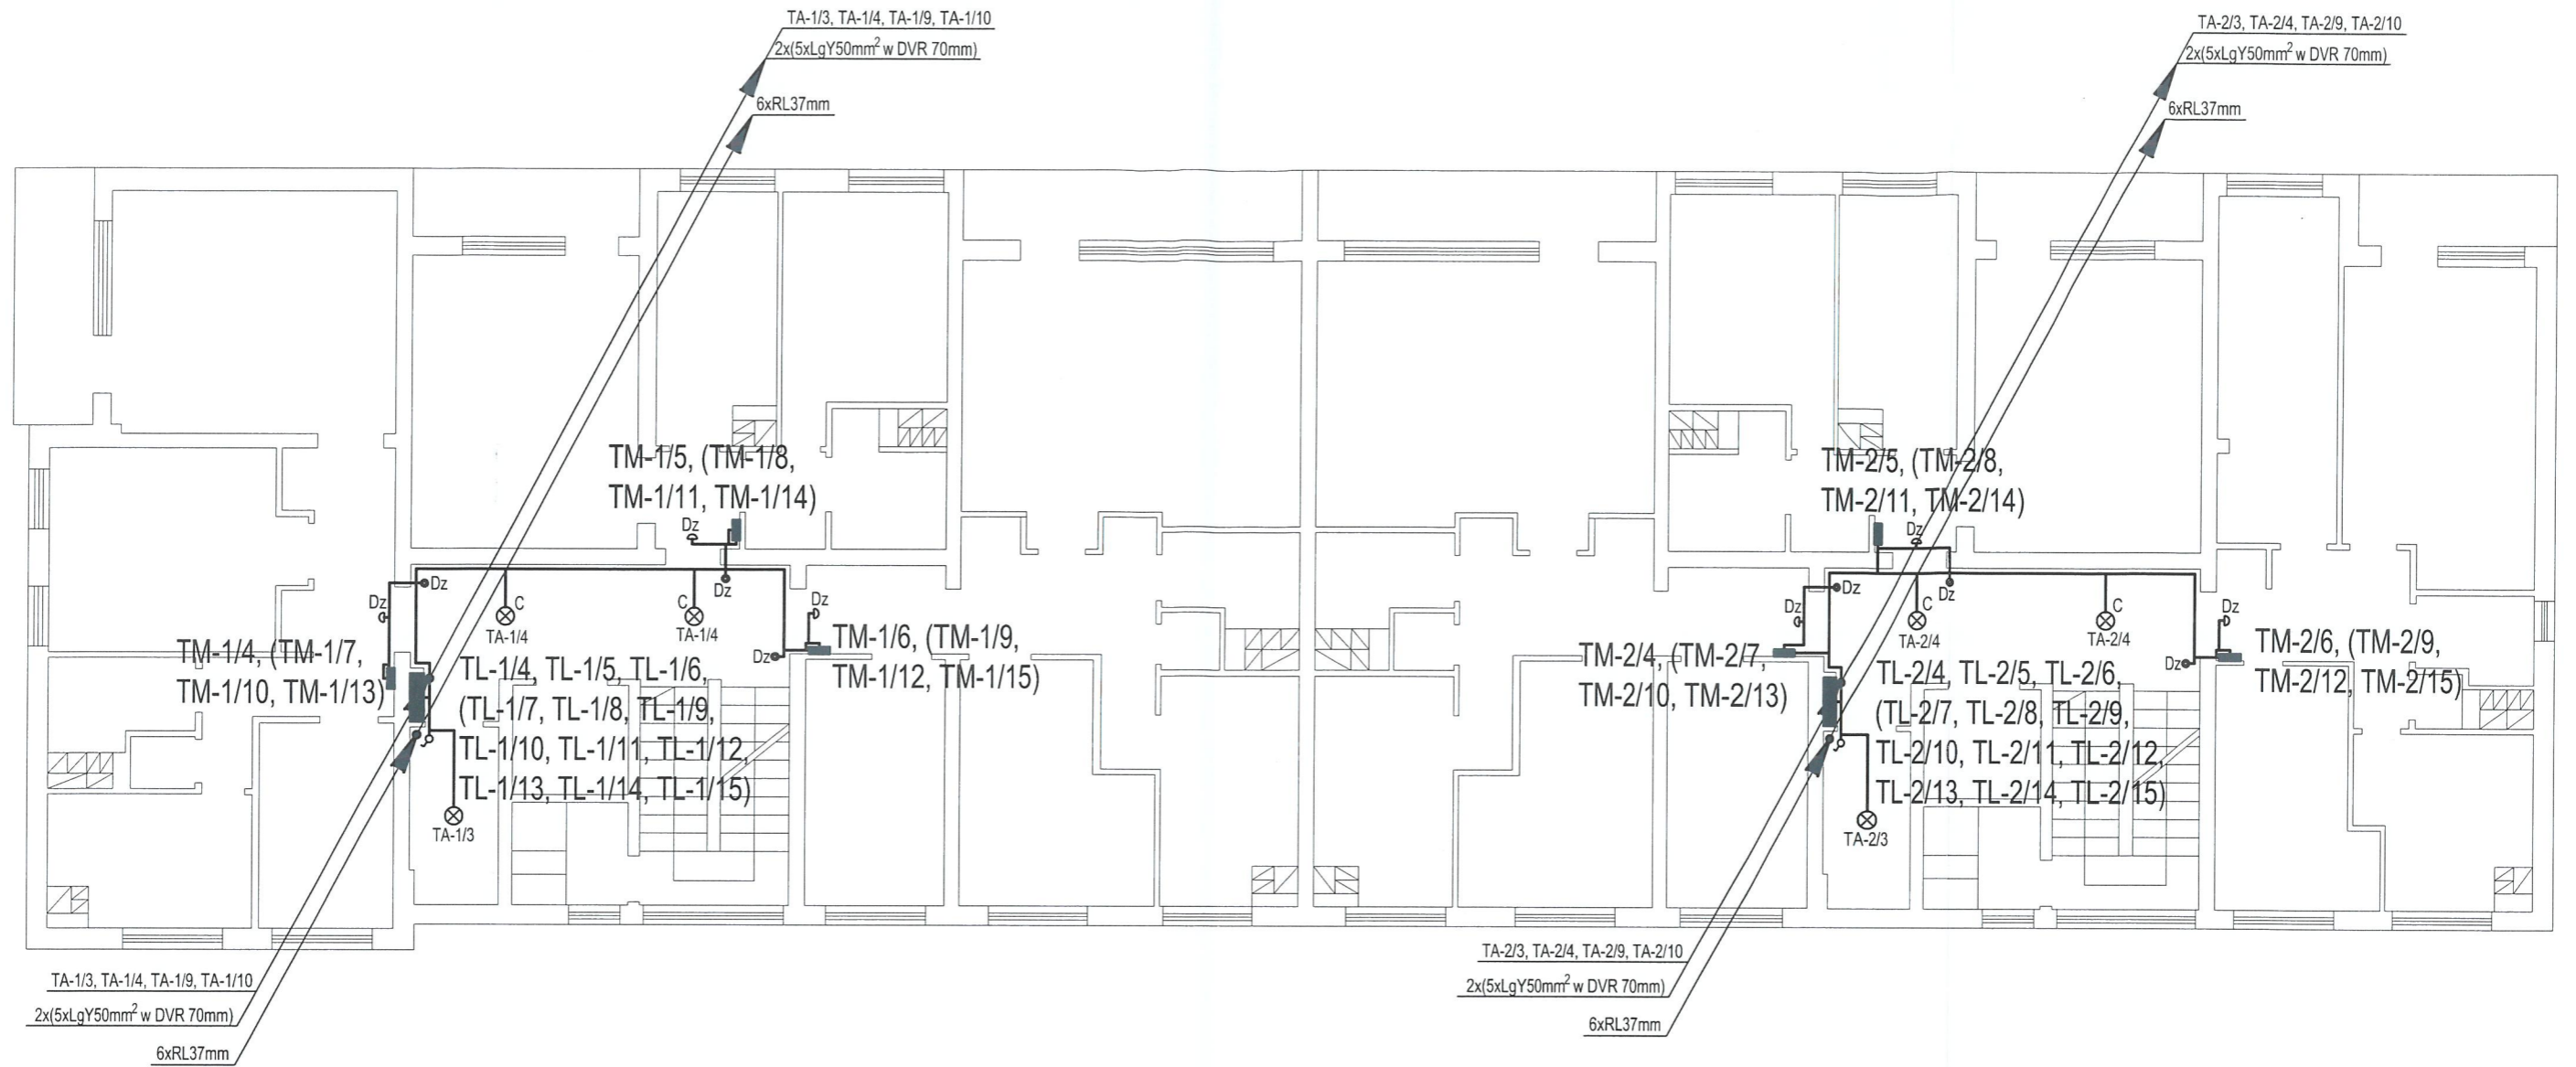 TA-1/3, TA-1/4, TA-1/9, TA-1/10
2x(5xLgY50mm² w DVR 70mm)
6xRL37mm
TA-2/3, TA-2/4, TA-2/9, TA-2/10
2x(5xLgY50mm² w DVR 70mm)
6xRL37mm
TM-1/5, (TM-1/8,
TM-1/11, TM-1/14)
Dz
Dz
Dz
Dz
C
TA-1/4
C
TA-1/4
Dz
Dz
TM-1/4, (TM-1/7,
TM-1/10, TM-1/13)
TL-1/4, TL-1/5, TL-1/6,
(TL-1/7, TL-1/8, TL-1/9,
TL-1/10, TL-1/11, TL-1/12,
TL-1/13, TL-1/14, TL-1/15)
TM-1/6, (TM-1/9,
TM-1/12, TM-1/15)
TA-1/3
TM-2/5, (TM-2/8,
TM-2/11, TM-2/14)
Dz
Dz
Dz
Dz
C
TA-2/4
C
TA-2/4
Dz
Dz
TM-2/4, (TM-2/7,
TM-2/10, TM-2/13)
TL-2/4, TL-2/5, TL-2/6,
(TL-2/7, TL-2/8, TL-2/9,
TL-2/10, TL-2/11, TL-2/12,
TL-2/13, TL-2/14, TL-2/15)
TM-2/6, (TM-2/9,
TM-2/12, TM-2/15)
TA-2/3
TA-1/3, TA-1/4, TA-1/9, TA-1/10
2x(5xLgY50mm² w DVR 70mm)
6xRL37mm
TA-2/3, TA-2/4, TA-2/9, TA-2/10
2x(5xLgY50mm² w DVR 70mm)
6xRL37mm